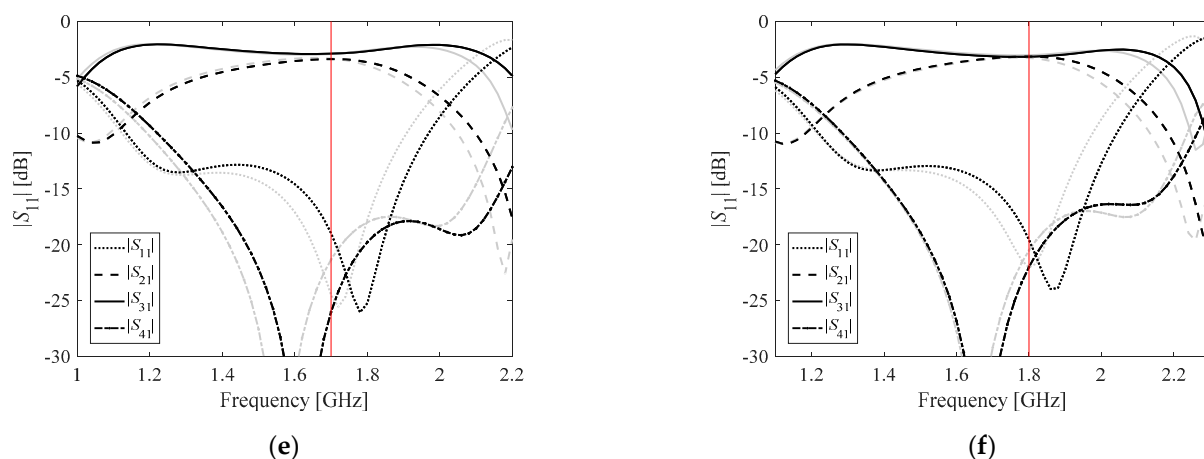 0
-5
-10
-15
-20
-25
-30
|S11| [dB]
|S11|
|S21|
|S31|
|S41|
1 1.2 1.4 1.6 1.8 2 2.2
Frequency [GHz]
(e)
0
-5
-10
-15
-20
-25
-30
|S11| [dB]
|S11|
|S21|
|S31|
|S41|
1.2 1.4 1.6 1.8 2 2.2
Frequency [GHz]
(f)